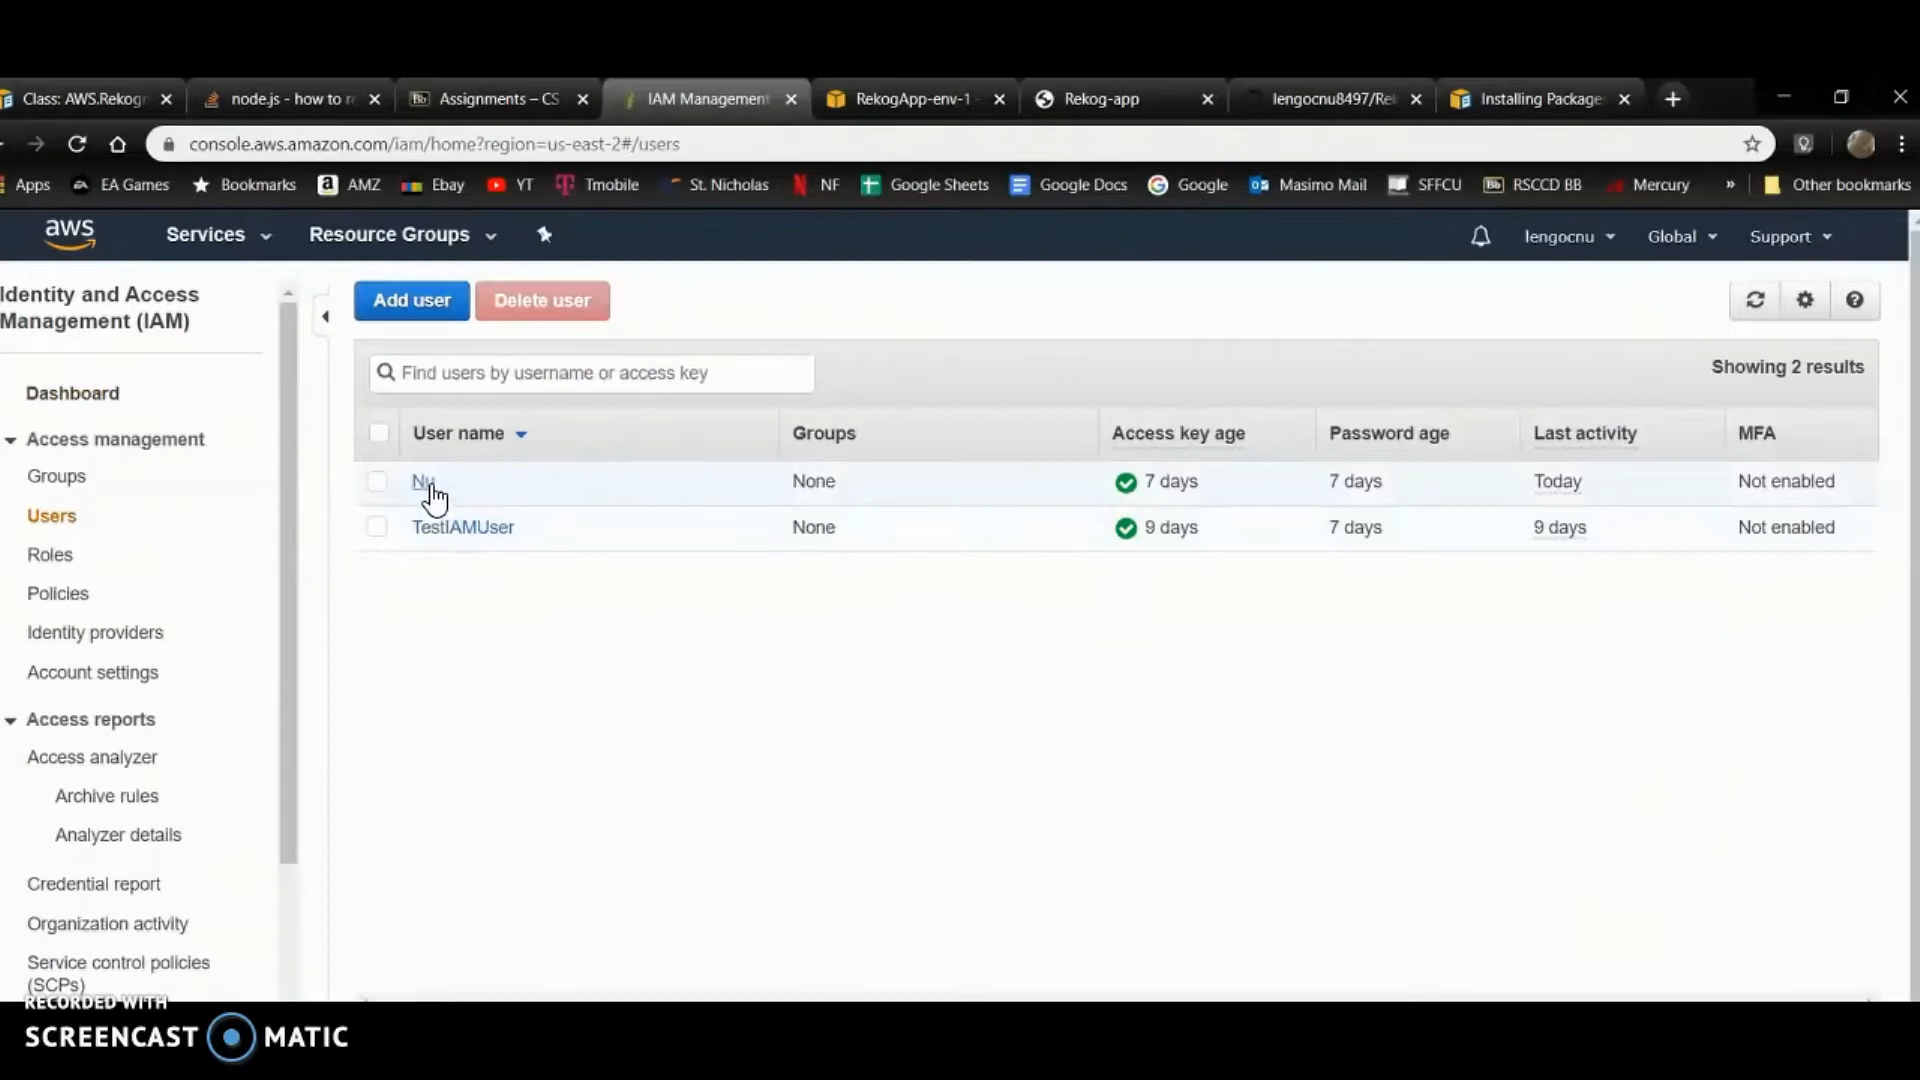 Class: AWS.Rekogn
node.js - how to re
Bb Assignments – CS
IAM Management
RekogApp-env-1 -
Rekog-app
lengocnu8497/Rek
Installing Package
console.aws.amazon.com/iam/home?region=us-east-2#/users
Apps EA Games Bookmarks AMZ Ebay YT Tmobile St. Nicholas NF Google Sheets Google Docs Google Masimo Mail SFFCU Bb RSCCD BB Mercury » Other bookmarks
aws Services Resource Groups lengocnu Global Support
Identity and Access
Management (IAM)
Dashboard
Access management
Groups
Users
Roles
Policies
Identity providers
Account settings
Access reports
Access analyzer
Archive rules
Analyzer details
Credential report
Organization activity
Service control policies
(SCPs)
Add user Delete user
Find users by username or access key
Showing 2 results
User name Groups Access key age Password age Last activity MFA
Nu None 7 days 7 days Today Not enabled
TestIAMUser None 9 days 7 days 9 days Not enabled
RECORDED WITH
SCREENCAST MATIC